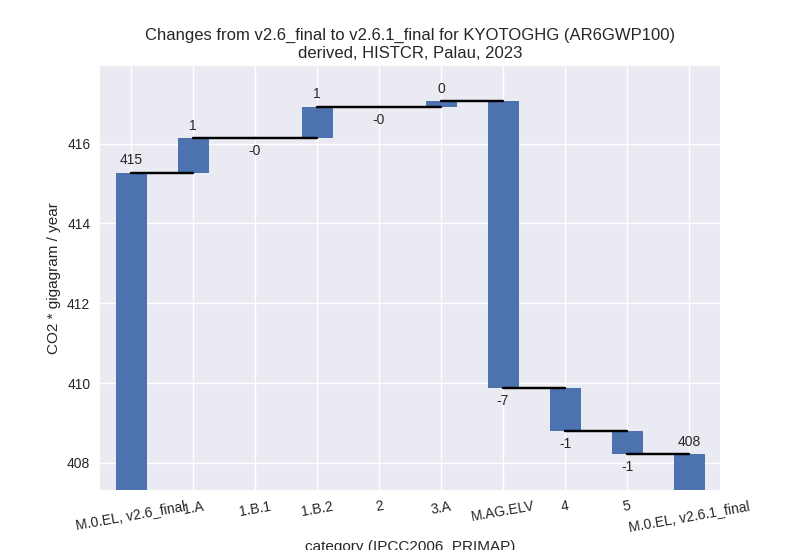 Changes from v2.6_final to v2.6.1_final for KYOTOGHG (AR6GWP100)
derived, HISTCR, Palau, 2023
CO2 * gigagram / year
416
414
412
410
408
415
1
-0
1
-0
0
-7
-1
-1
408
M.0.EL, v2.6_final
1.A
1.B.1
1.B.2
2
3.A
M.AG.ELV
4
5
M.0.EL, v2.6.1_final
category (IPCC2006_PRIMAP)